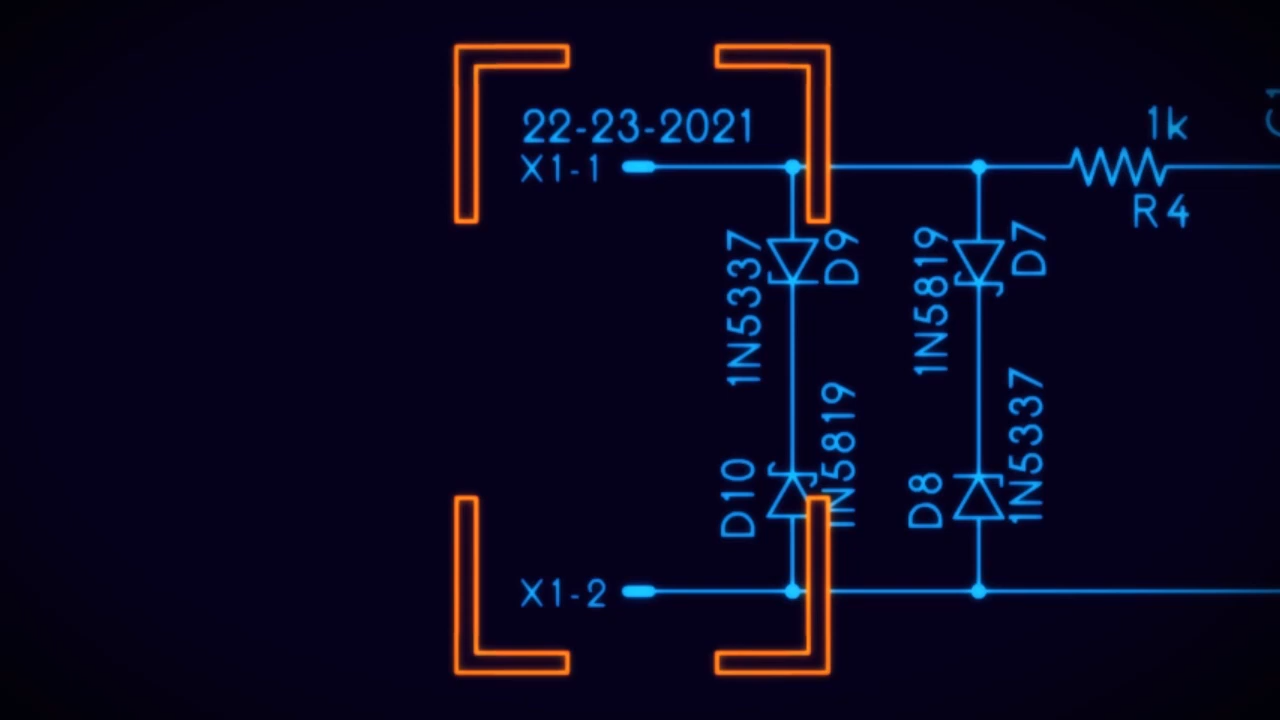 22-23-2021
X1-1
1k
R4
1N5337
D9
1N5819
D7
D10
1N5819
D8
1N5337
X1-2